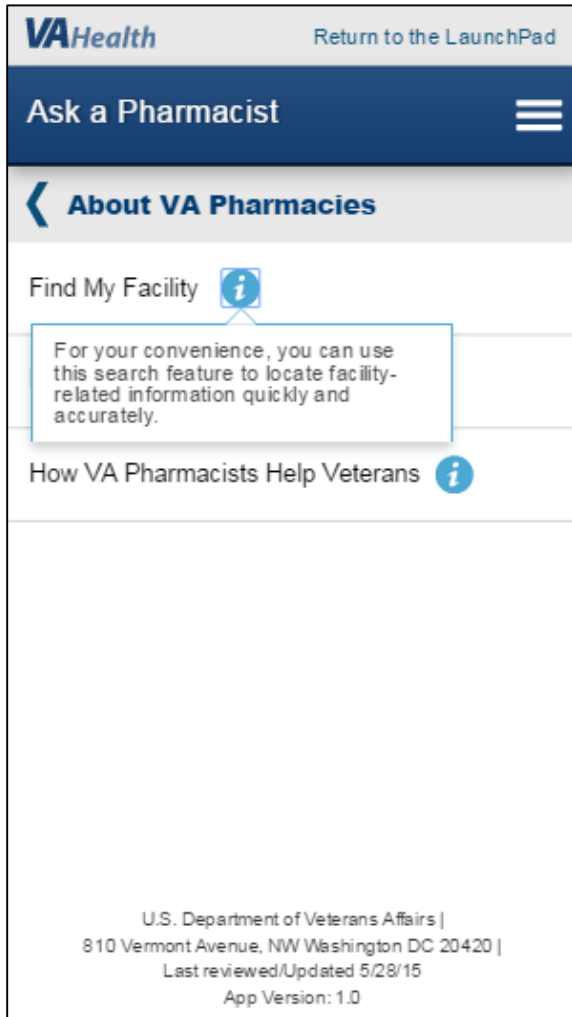 VAHealth Return to the LaunchPad
Ask a Pharmacist
About VA Pharmacies
Find My Facility i
For your convenience, you can use
this search feature to locate facility-
related information quickly and
accurately.
How VA Pharmacists Help Veterans i
U.S. Department of Veterans Affairs |
810 Vermont Avenue, NW Washington DC 20420 |
Last reviewed/Updated 5/28/15
App Version: 1.0